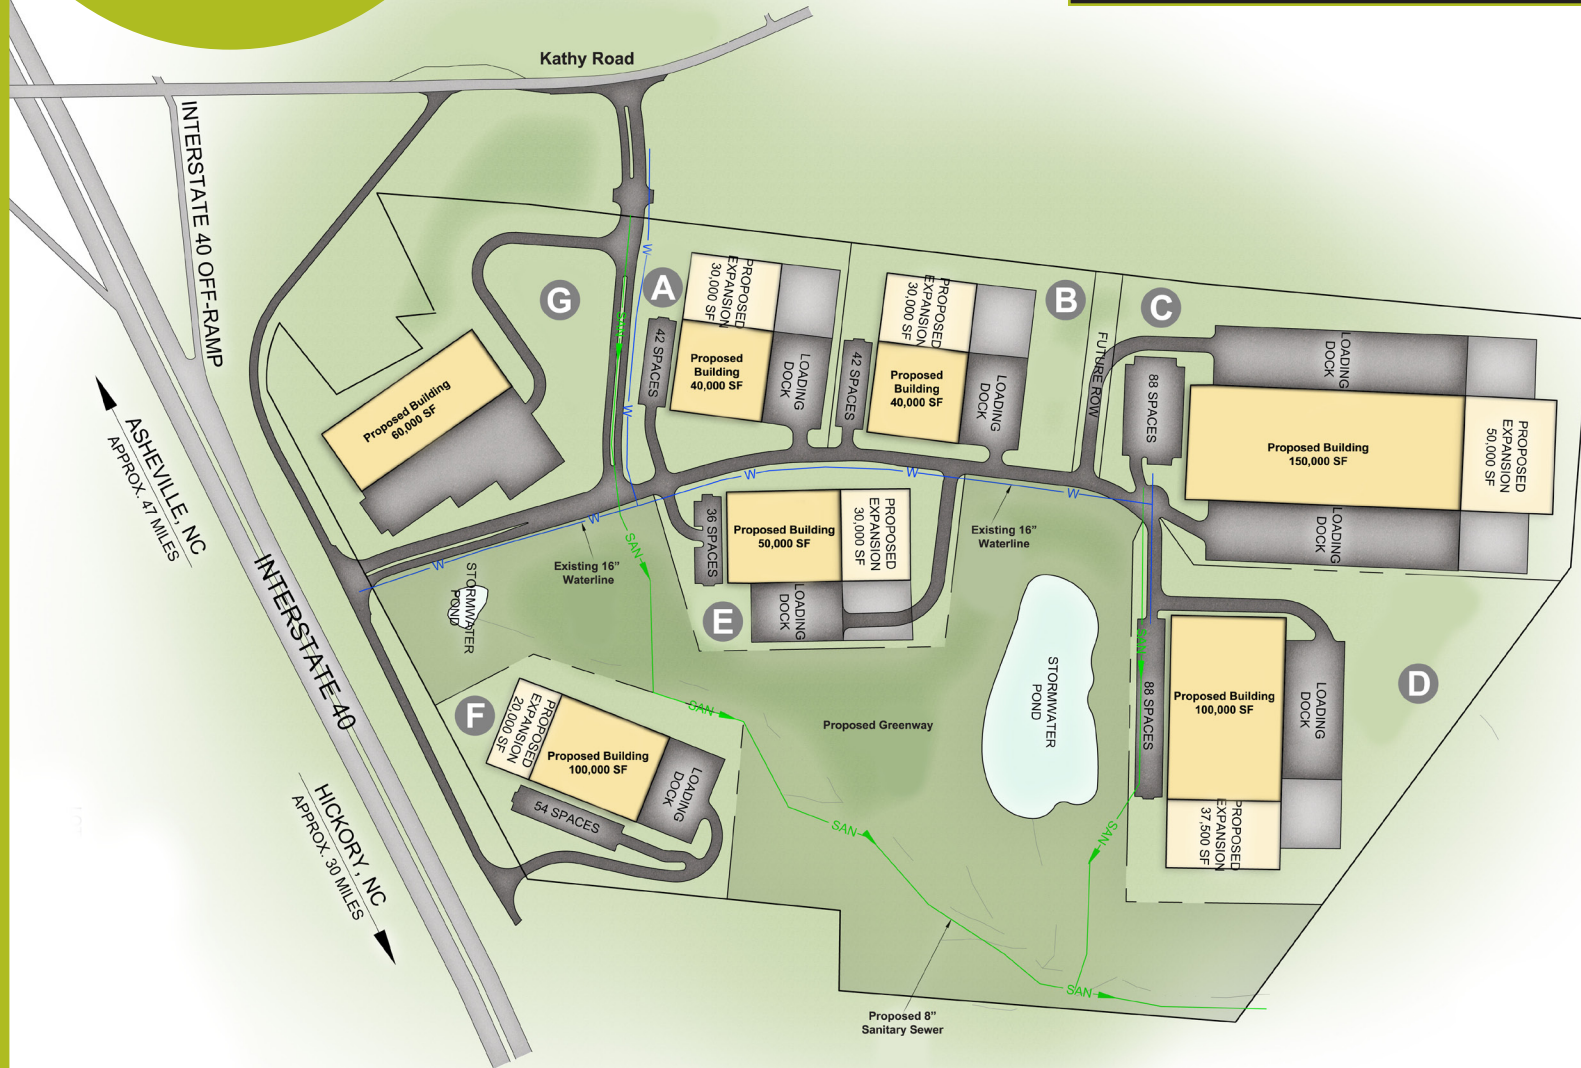 Kathy Road
INTERSTATE 40 OFF-RAMP
G
A
PROPOSED
EXPANSION
30,000 SF
42 SPACES
Proposed
Building
40,000 SF
LOADING
DOCK
PROPOSED
EXPANSION
30,000 SF
B
42 SPACES
Proposed
Building
40,000 SF
LOADING
DOCK
FUTURE ROW
C
LOADING
DOCK
88 SPACES
Proposed Building
150,000 SF
PROPOSED
EXPANSION
50,000 SF
LOADING
DOCK
Proposed Building
60,000 SF
ASHEVILLE, NC
APPROX. 47 MILES
W
W
W
W
W
W
W
SAN
Existing 16”
Waterline
36 SPACES
Proposed Building
50,000 SF
PROPOSED
EXPANSION
30,000 SF
LOADING
DOCK
E
Existing 16”
Waterline
STORMWATER
POND
INTERSTATE 40
F
PROPOSED
EXPANSION
20,000 SF
Proposed Building
100,000 SF
LOADING
DOCK
54 SPACES
SAN
Proposed Greenway
STORMWATER
POND
SAN
88 SPACES
Proposed Building
100,000 SF
LOADING
DOCK
D
PROPOSED
EXPANSION
37,500 SF
HICKORY, NC
APPROX. 30 MILES
SAN
SAN
SAN
Proposed 8”
Sanitary Sewer